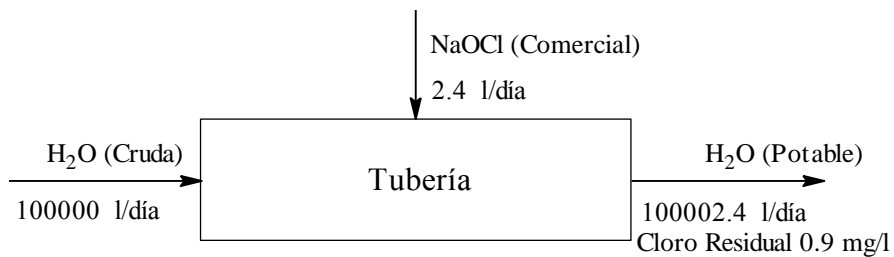 NaOCl (Comercial)
2.4 l/día
H₂O (Cruda)
100000 l/día
Tubería
H₂O (Potable)
100002.4 l/día
Cloro Residual 0.9 mg/l